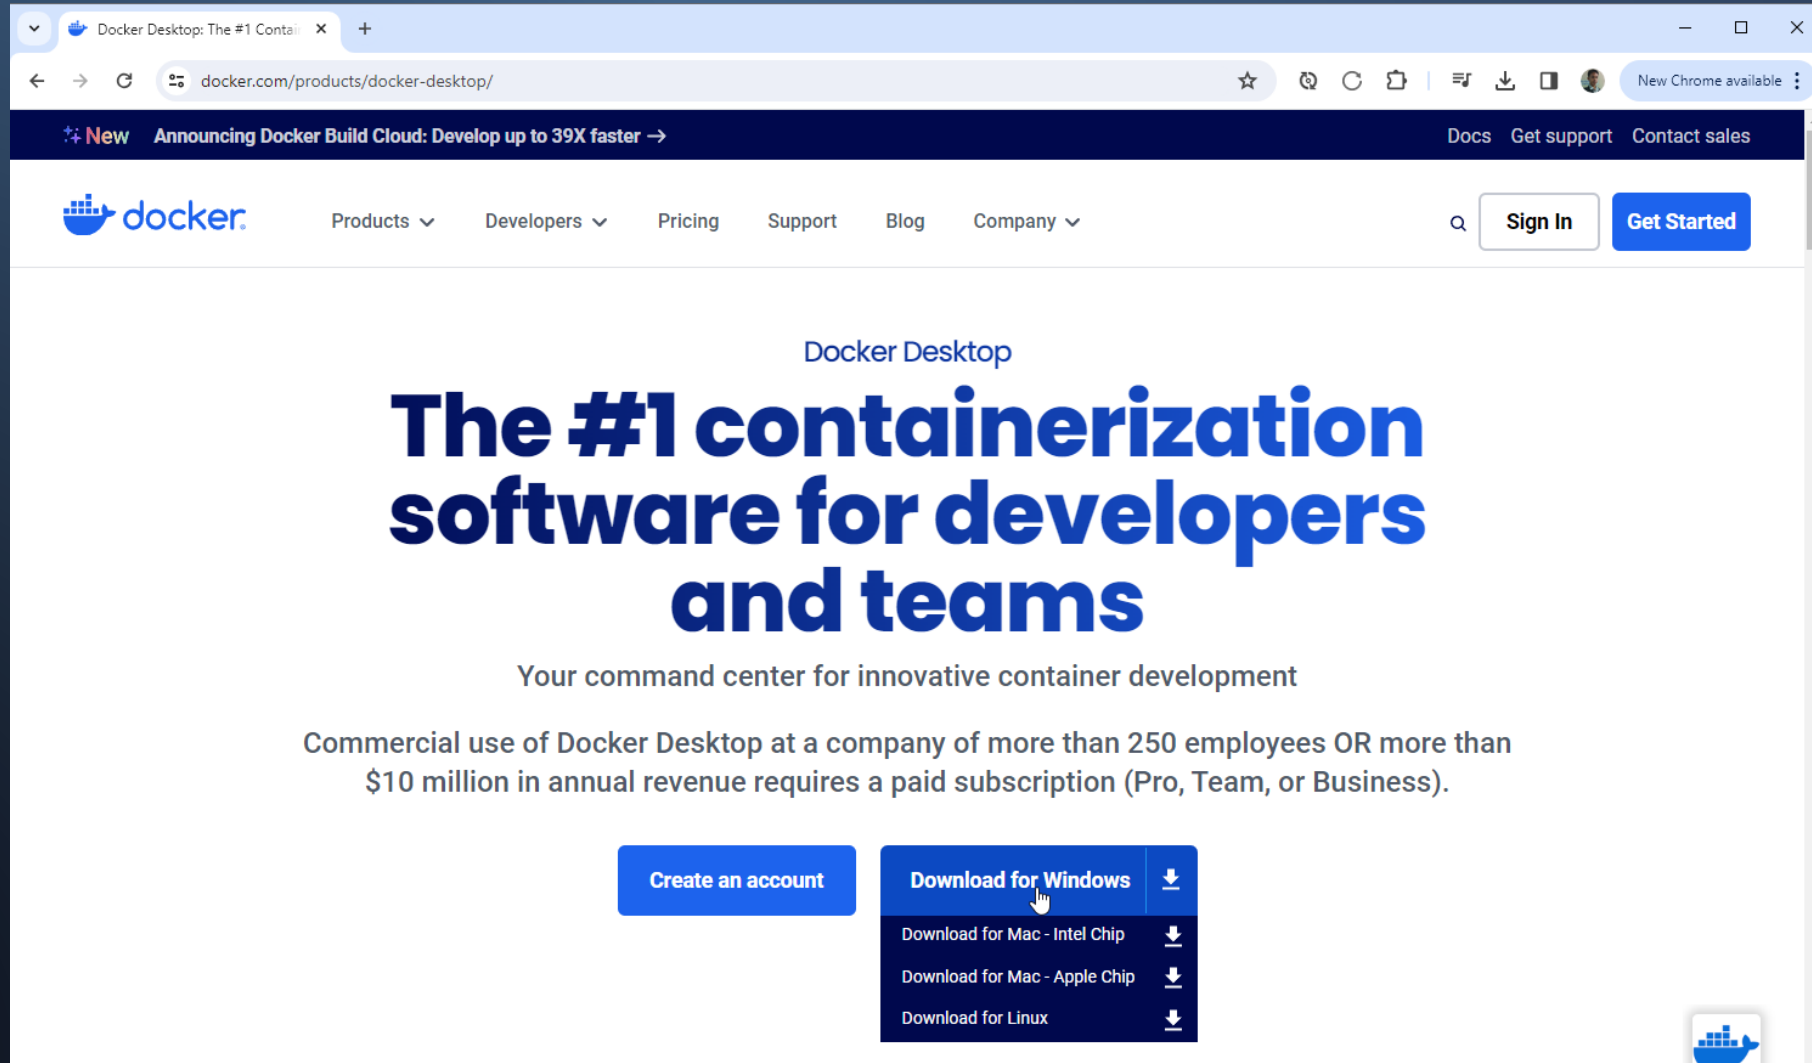 Docker Desktop: The #1 Contai
docker.com/products/docker-desktop/
New Chrome available
New Announcing Docker Build Cloud: Develop up to 39X faster →
Docs Get support Contact sales
docker
Products Developers Pricing Support Blog Company
Sign In Get Started
Docker Desktop
The #1 containerization
software for developers
and teams
Your command center for innovative container development
Commercial use of Docker Desktop at a company of more than 250 employees OR more than
$10 million in annual revenue requires a paid subscription (Pro, Team, or Business).
Create an account
Download for Windows
Download for Mac - Intel Chip
Download for Mac - Apple Chip
Download for Linux